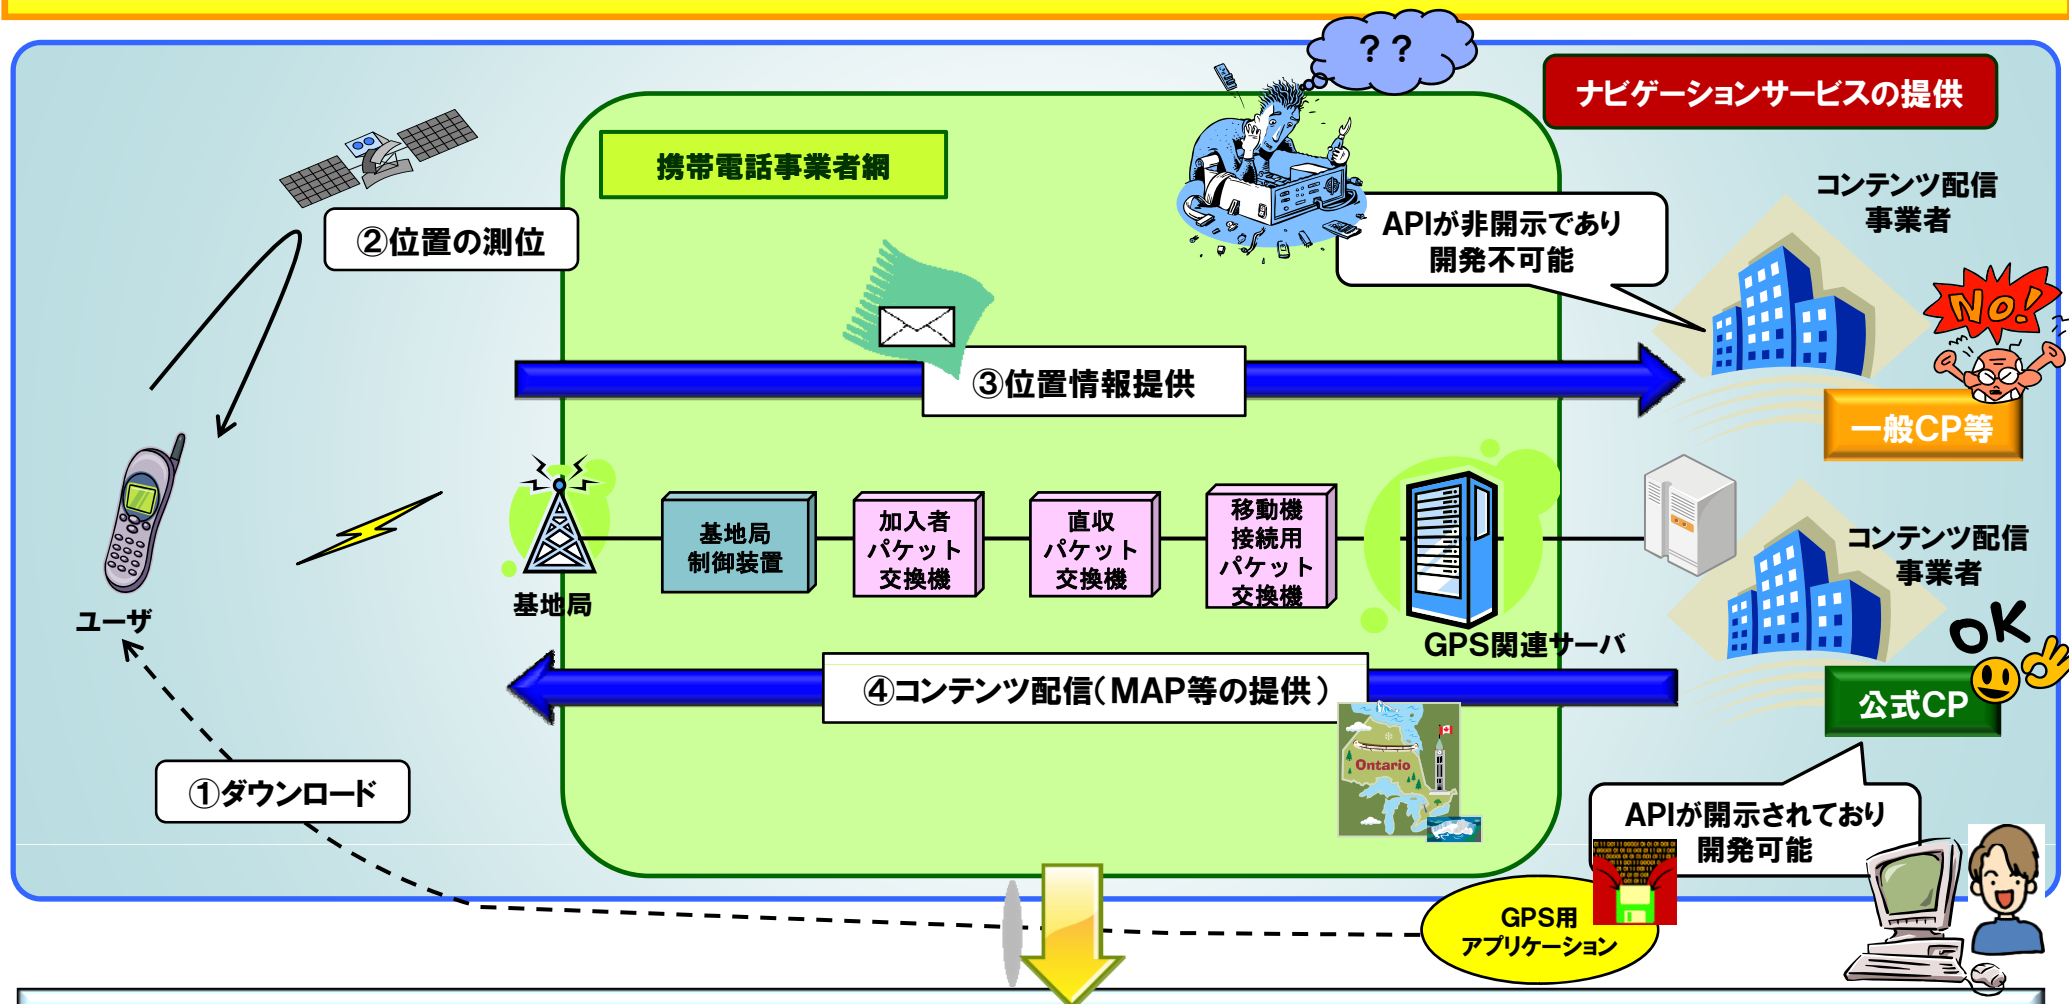 ？？
ナビゲーションサービスの提供
携帯電話事業者網
コンテンツ配信
事業者
②位置の測位
APIが非開示であり
開発不可能
NO!
③位置情報提供
一般CP等
基地局
制御装置
加入者
パケット
交換機
直収
パケット
交換機
移動機
接続用
パケット
交換機
コンテンツ配信
事業者
基地局
ユーザ
GPS関連サーバ
OK
④コンテンツ配信（MAP等の提供）
公式CP
Ontario
①ダウンロード
APIが開示されており
開発可能
GPS用
アプリケーション